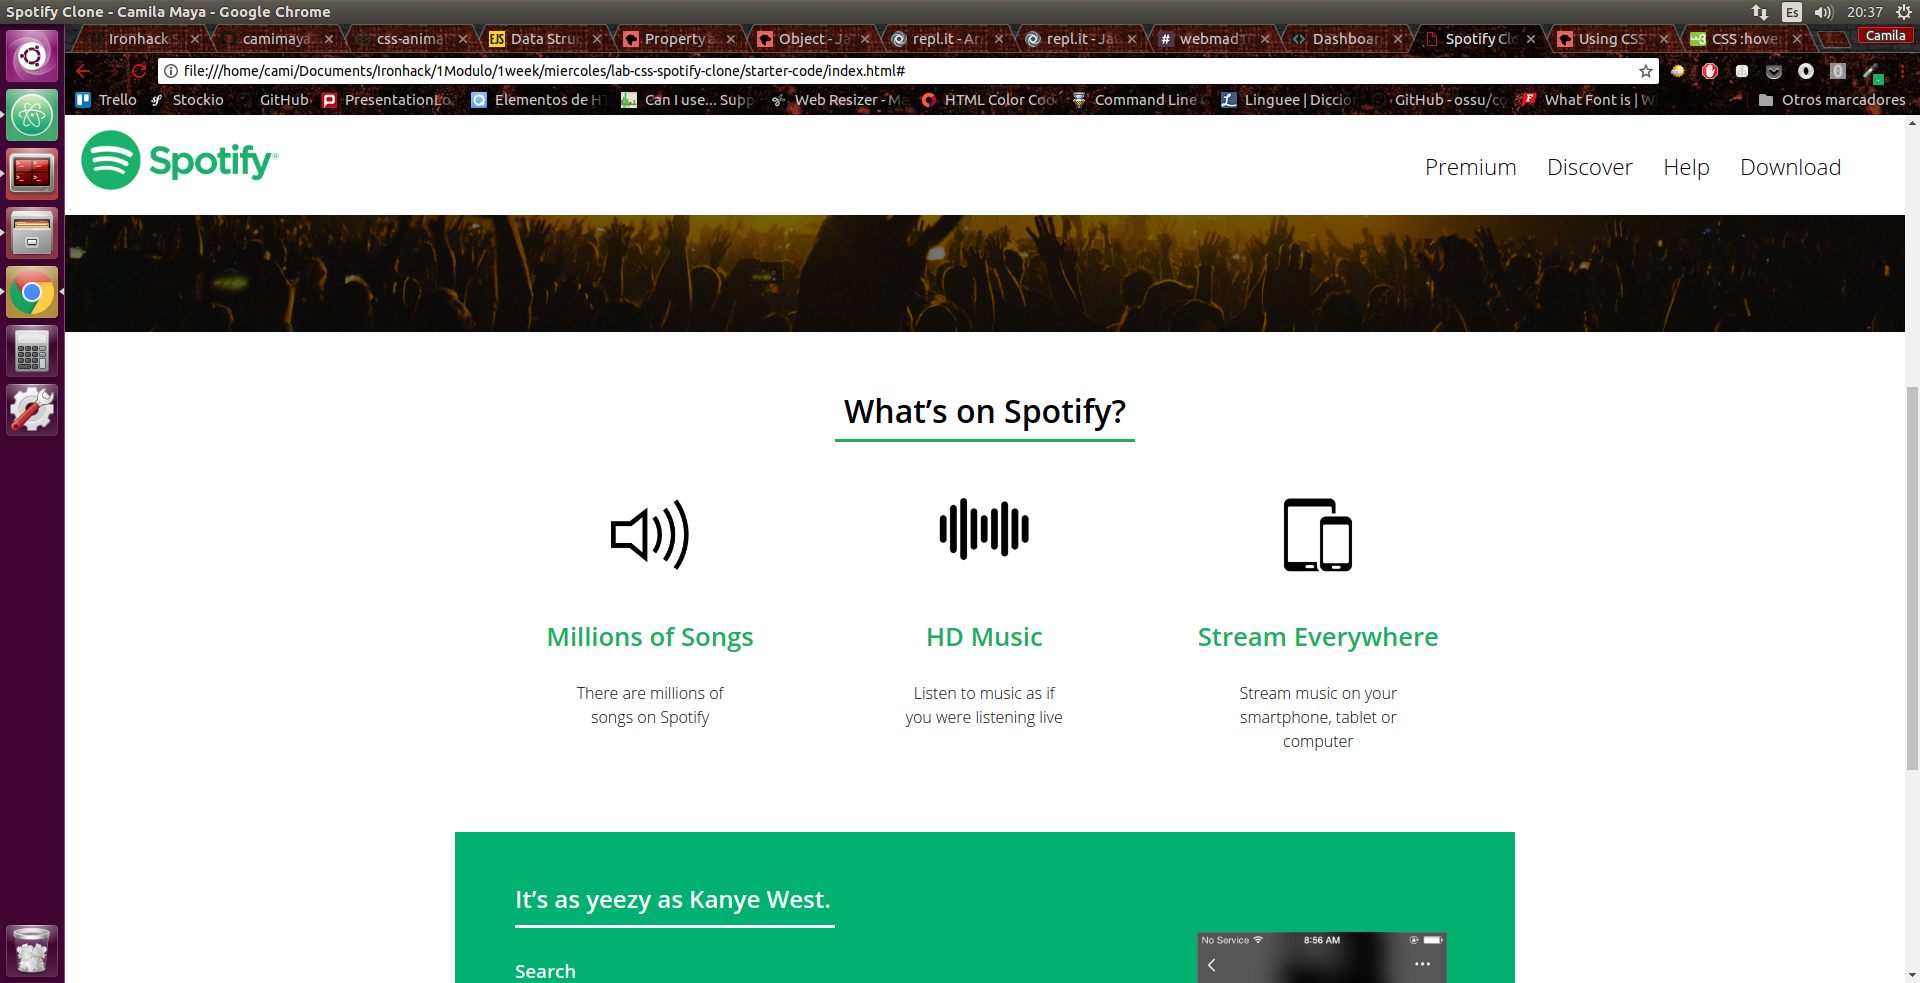 Spotify Clone - Camila Maya - Google Chrome
Es
20:37
Ironhack S
camimaya.
css-anima
EJS Data Struc
Property a
Object - Ja
repl.it - Arr
repl.it - Ja
# webmad
Dashboar
Spotify Clo
Using CSS
w3 CSS :hover
Camila
file:///home/cami/Documents/Ironhack/1Modulo/1week/miercoles/lab-css-spotify-clone/starter-code/index.html#
Trello
Stockio
GitHub
PresentationLo
Elementos de HT
Can I use... Supp
Web Resizer - Ma
HTML Color Cod
Command Line C
Linguee | Diccio
GitHub - ossu/co
What Font is | W
Otros marcadores
Spotify®
Premium
Discover
Help
Download
What’s on Spotify?
Millions of Songs
There are millions of
songs on Spotify
HD Music
Listen to music as if
you were listening live
Stream Everywhere
Stream music on your
smartphone, tablet or
computer
It’s as yeezy as Kanye West.
Search
No Service
8:56 AM